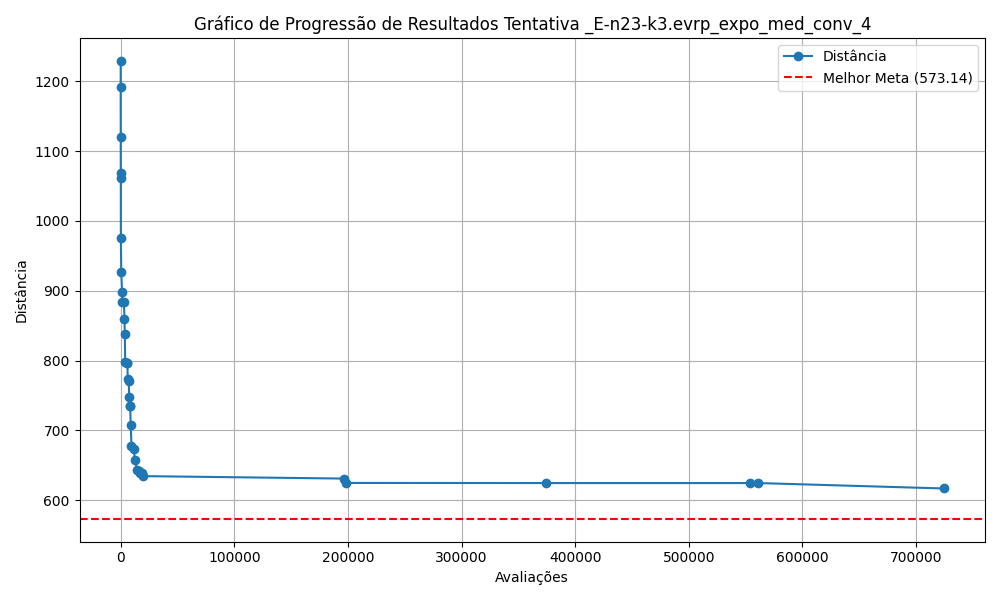 Gráfico de Progressão de Resultados Tentativa _E-n23-k3.evrp_expo_med_conv_4
Distância
Melhor Meta (573.14)
1200
1100
1000
900
800
700
600
Distância
0 100000 200000 300000 400000 500000 600000 700000
Avaliações